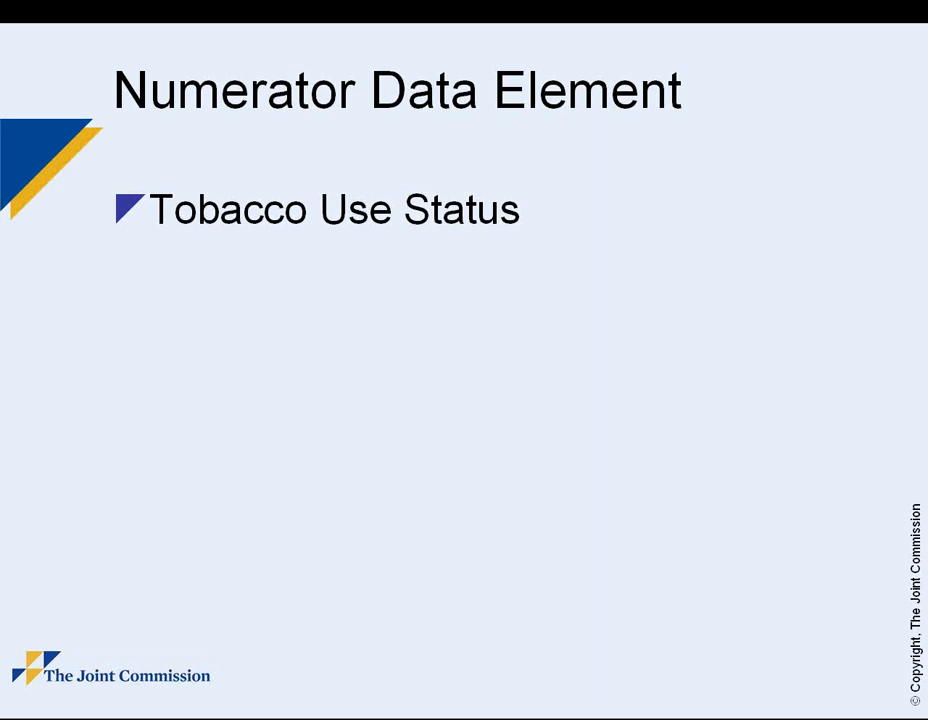 Numerator Data Element
Tobacco Use Status
The Joint Commission
© Copyright, The Joint Commission